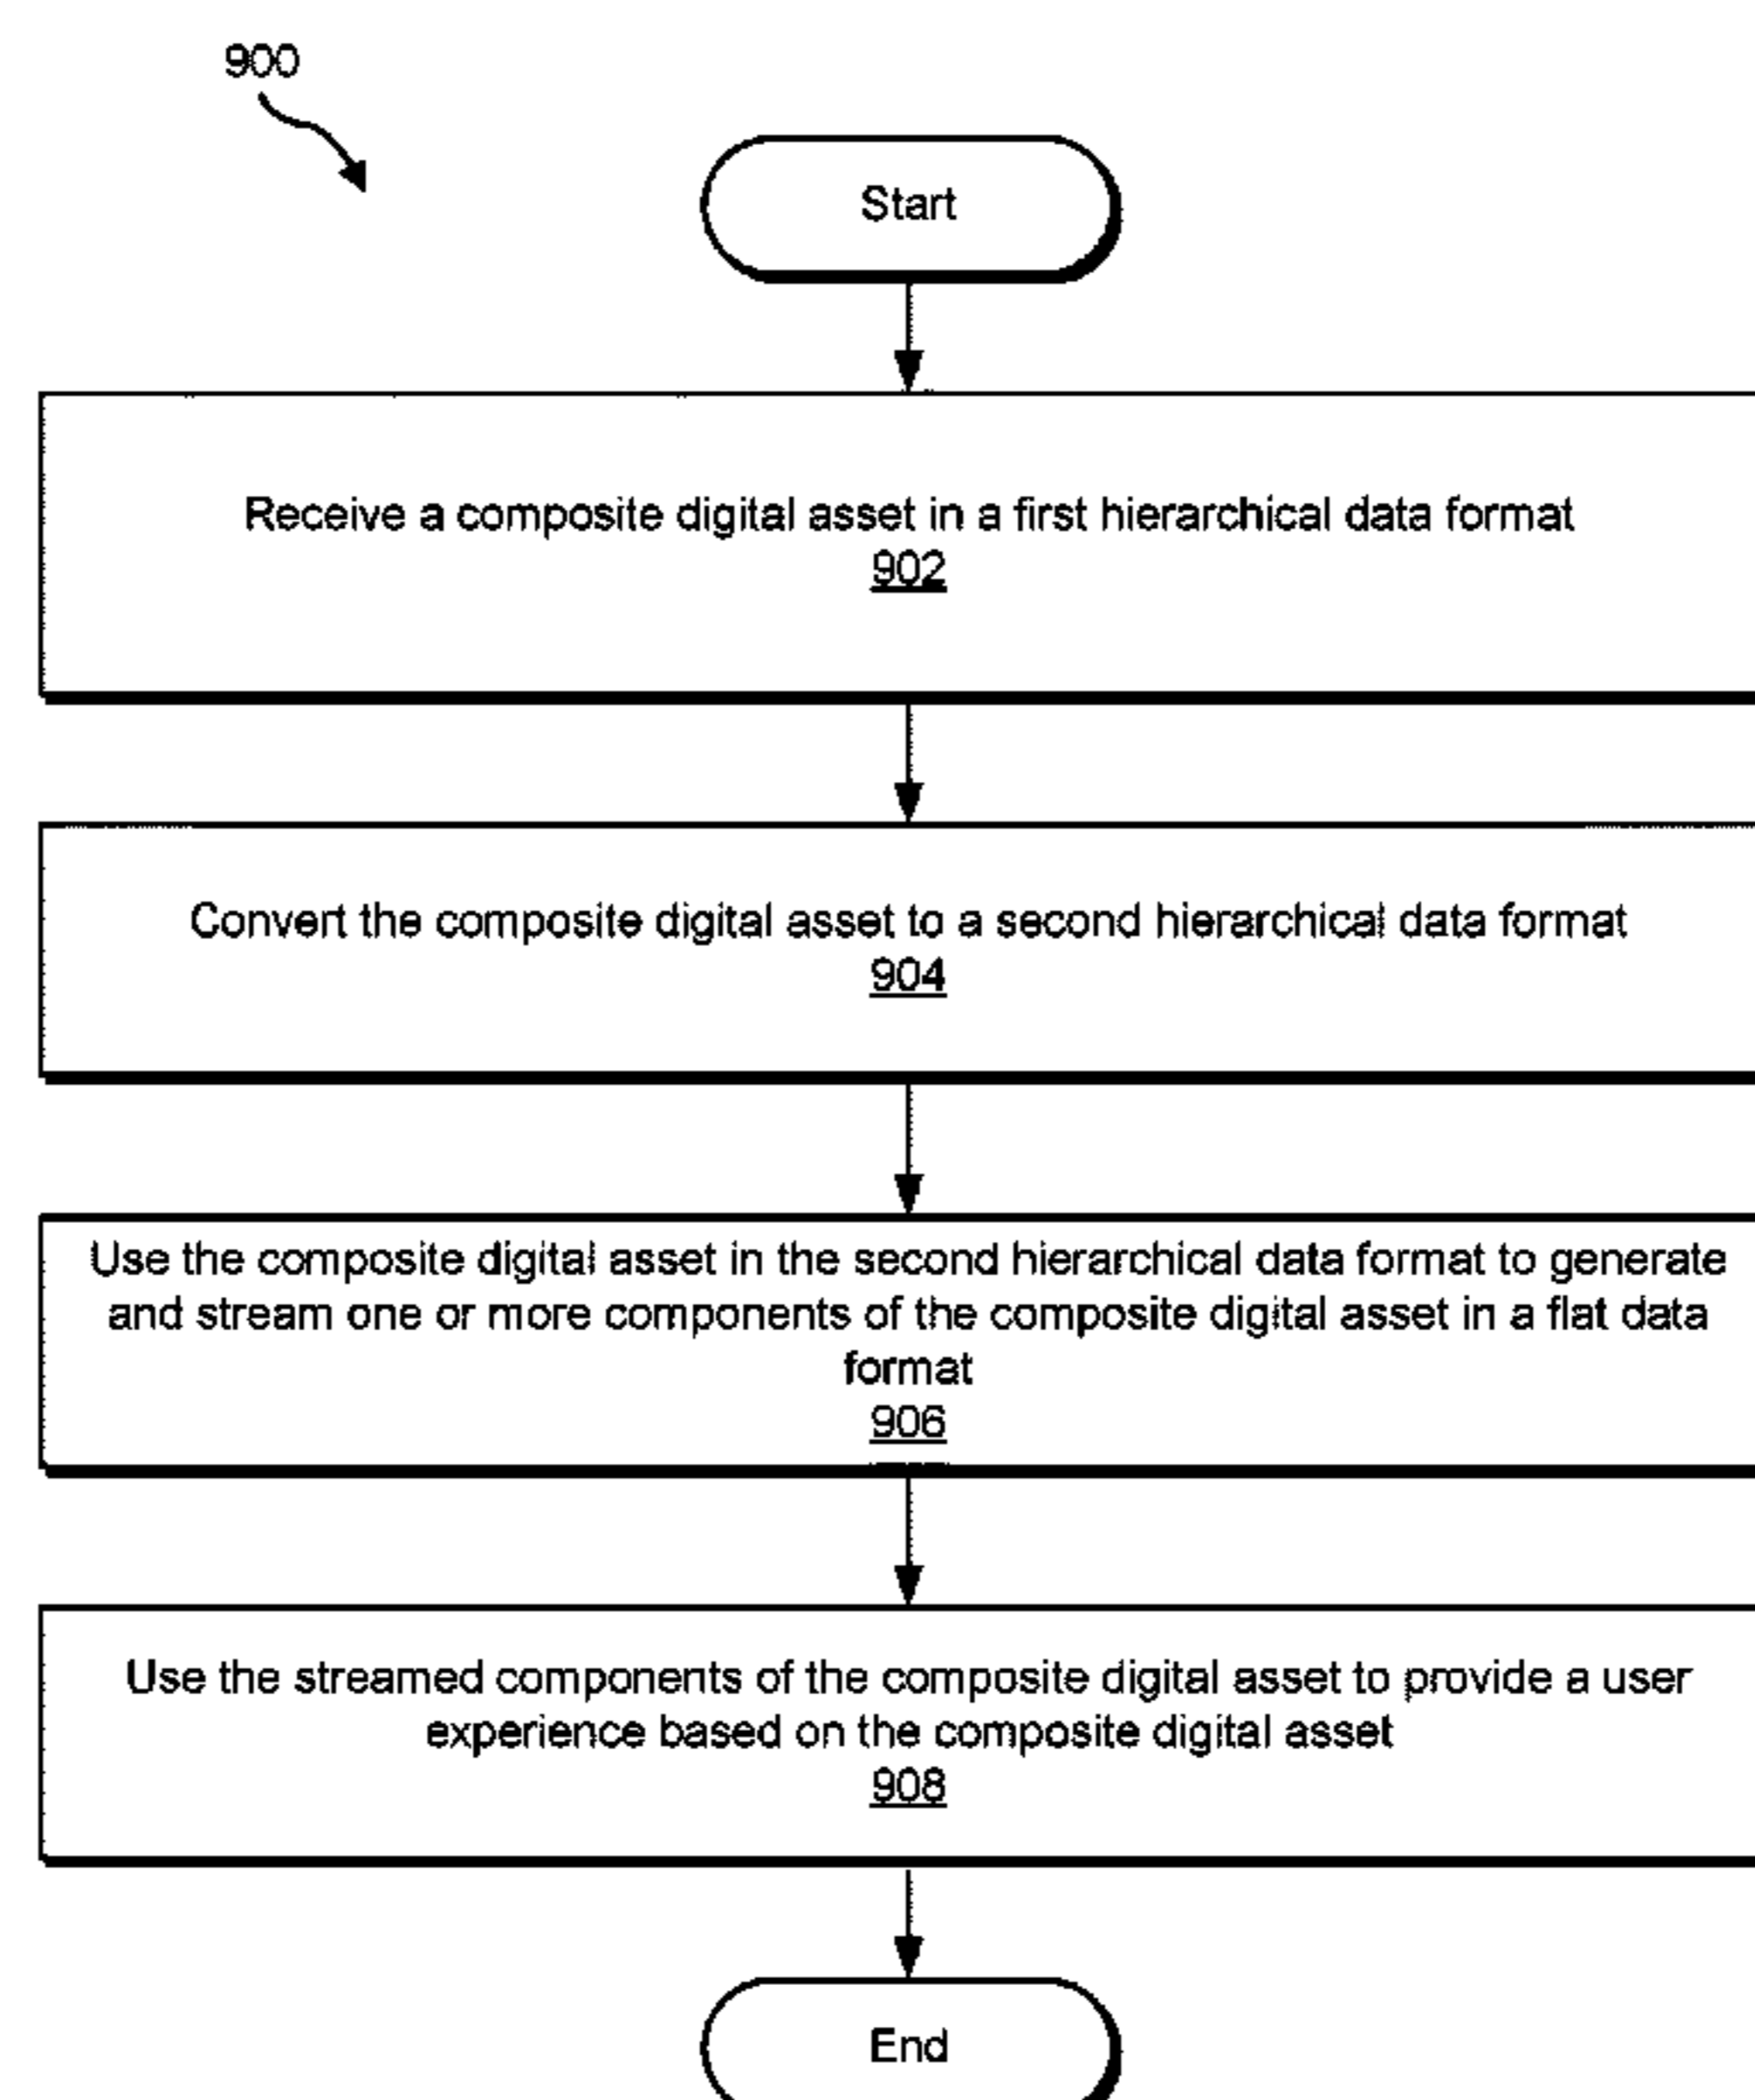 900
Start
Receive a composite digital asset in a first hierarchical data format
902
Convert the composite digital asset to a second hierarchical data format
904
Use the composite digital asset in the second hierarchical data format to generate
and stream one or more components of the composite digital asset in a flat data
format
906
Use the streamed components of the composite digital asset to provide a user
experience based on the composite digital asset
908
End